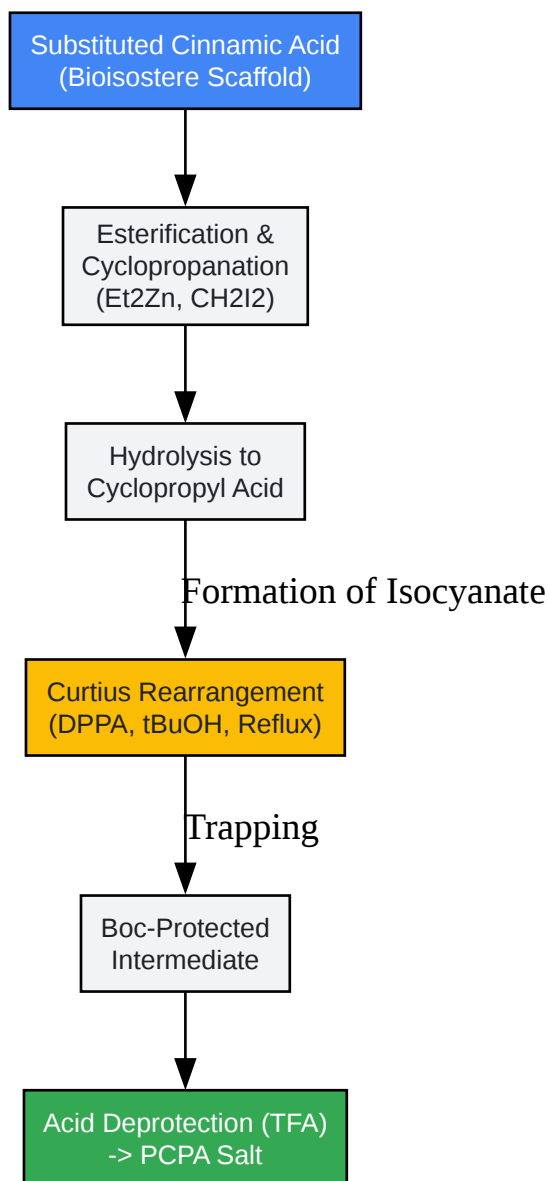 Substituted Cinnamic Acid
(Bioisostere Scaffold)
Esterification &
Cyclopropanation
(Et2Zn, CH2I2)
Hydrolysis to
Cyclopropyl Acid
Formation of Isocyanate
Curtius Rearrangement
(DPPA, tBuOH, Reflux)
Trapping
Boc-Protected
Intermediate
Acid Deprotection (TFA)
-> PCPA Salt